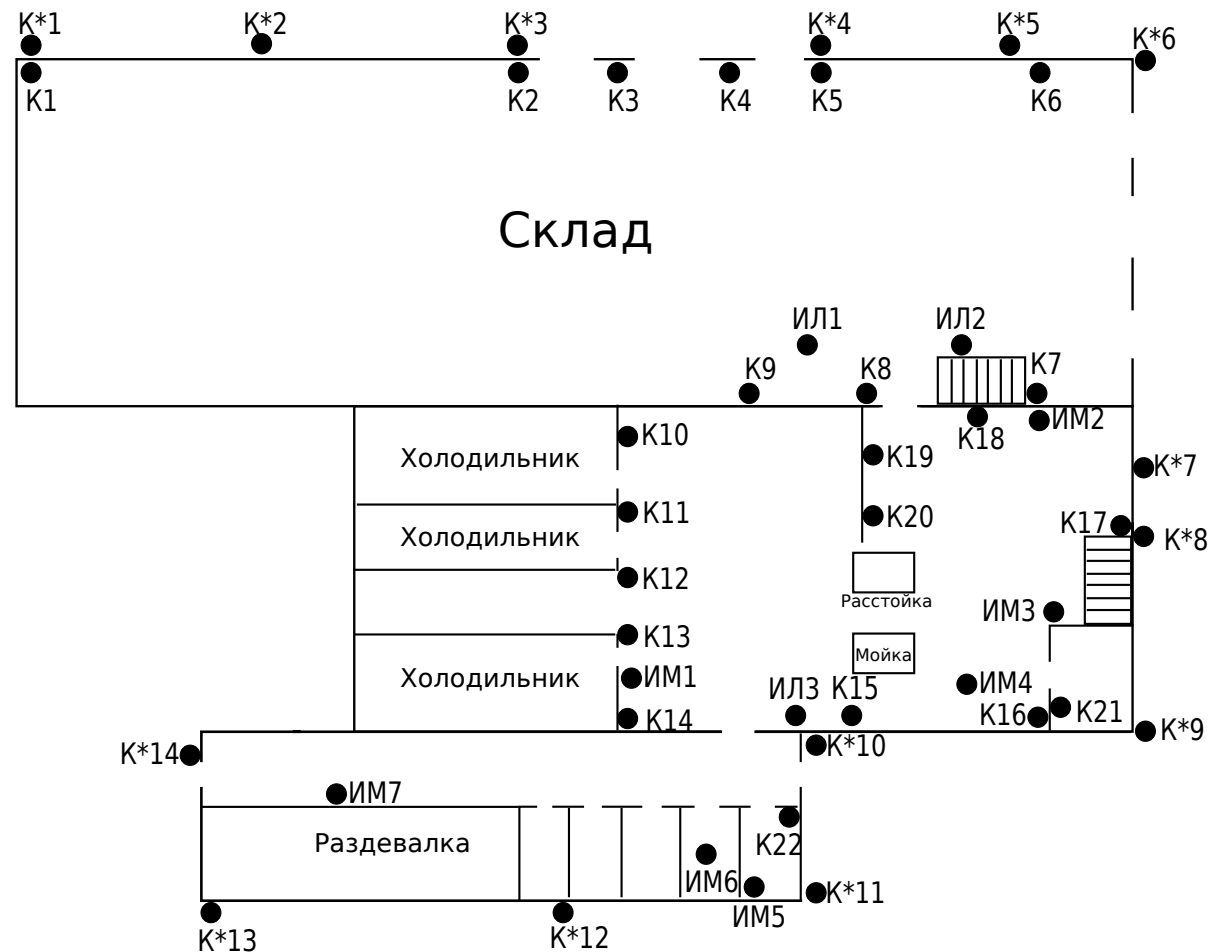 К*1
К*2
К*3
К*4
К*5
К*6
К1
К2
К3
К4
К5
К6
Склад
ИЛ1
ИЛ2
К9
К8
К7
К18
ИМ2
К10
Холодильник
К19
К*7
К11
К20
К17
Холодильник
К*8
К12
Расстойка
ИМ3
К13
Мойка
Холодильник
ИМ1
ИМ4
ИЛ3
К15
К14
К16
К21
К*9
К*14
К*10
ИМ7
Раздевалка
К22
ИМ6
К*11
ИМ5
К*13
К*12